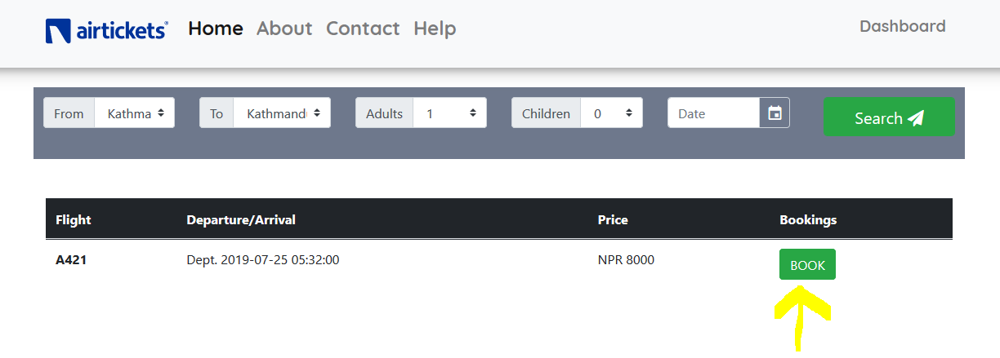 airtickets® Home About Contact Help Dashboard
From Kathma To Kathmand Adults 1 Children 0 Date Search
Flight Departure/Arrival Price Bookings
A421 Dept. 2019-07-25 05:32:00 NPR 8000 BOOK